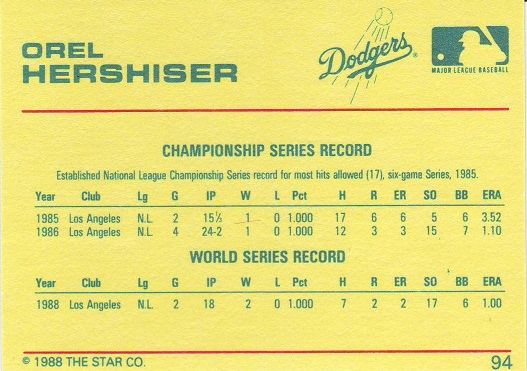 OREL
HERSHISER
Dodgers®
MAJOR LEAGUE BASEBALL
CHAMPIONSHIP SERIES RECORD
Established National League Championship Series record for most hits allowed (17), six-game Series, 1985.
Year Club Lg G IP W L Pct H R ER SO BB ERA
1985 Los Angeles N.L. 2 15⅓ 1 0 1.000 17 6 6 5 6 3.52
1986 Los Angeles N.L. 4 24-2 1 0 1.000 12 3 3 15 7 1.10
WORLD SERIES RECORD
Year Club Lg G IP W L Pct H R ER SO BB ERA
1988 Los Angeles N.L. 2 18 2 0 1.000 7 2 2 17 6 1.00
© 1988 THE STAR CO. 94